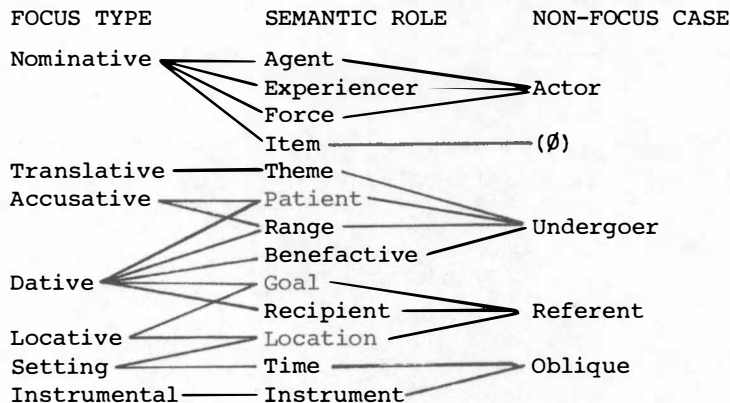 FOCUS TYPE SEMANTIC ROLE NON-FOCUS CASE
Nominative Agent
Experiencer Actor
Force
Item (Ø)
Translative Theme
Accusative Patient
Range Undergoer
Benefactive
Dative Goal
Recipient Referent
Locative Location
Setting Time Oblique
Instrumental Instrument